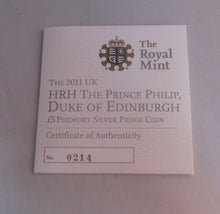 The
Royal
Mint
THE 2011 UK
HRH THE PRINCE PHILIP,
DUKE OF EDINBURGH
£5 PIEDFORT SILVER PROOF COIN
Certificate of Authenticity
No. 0214